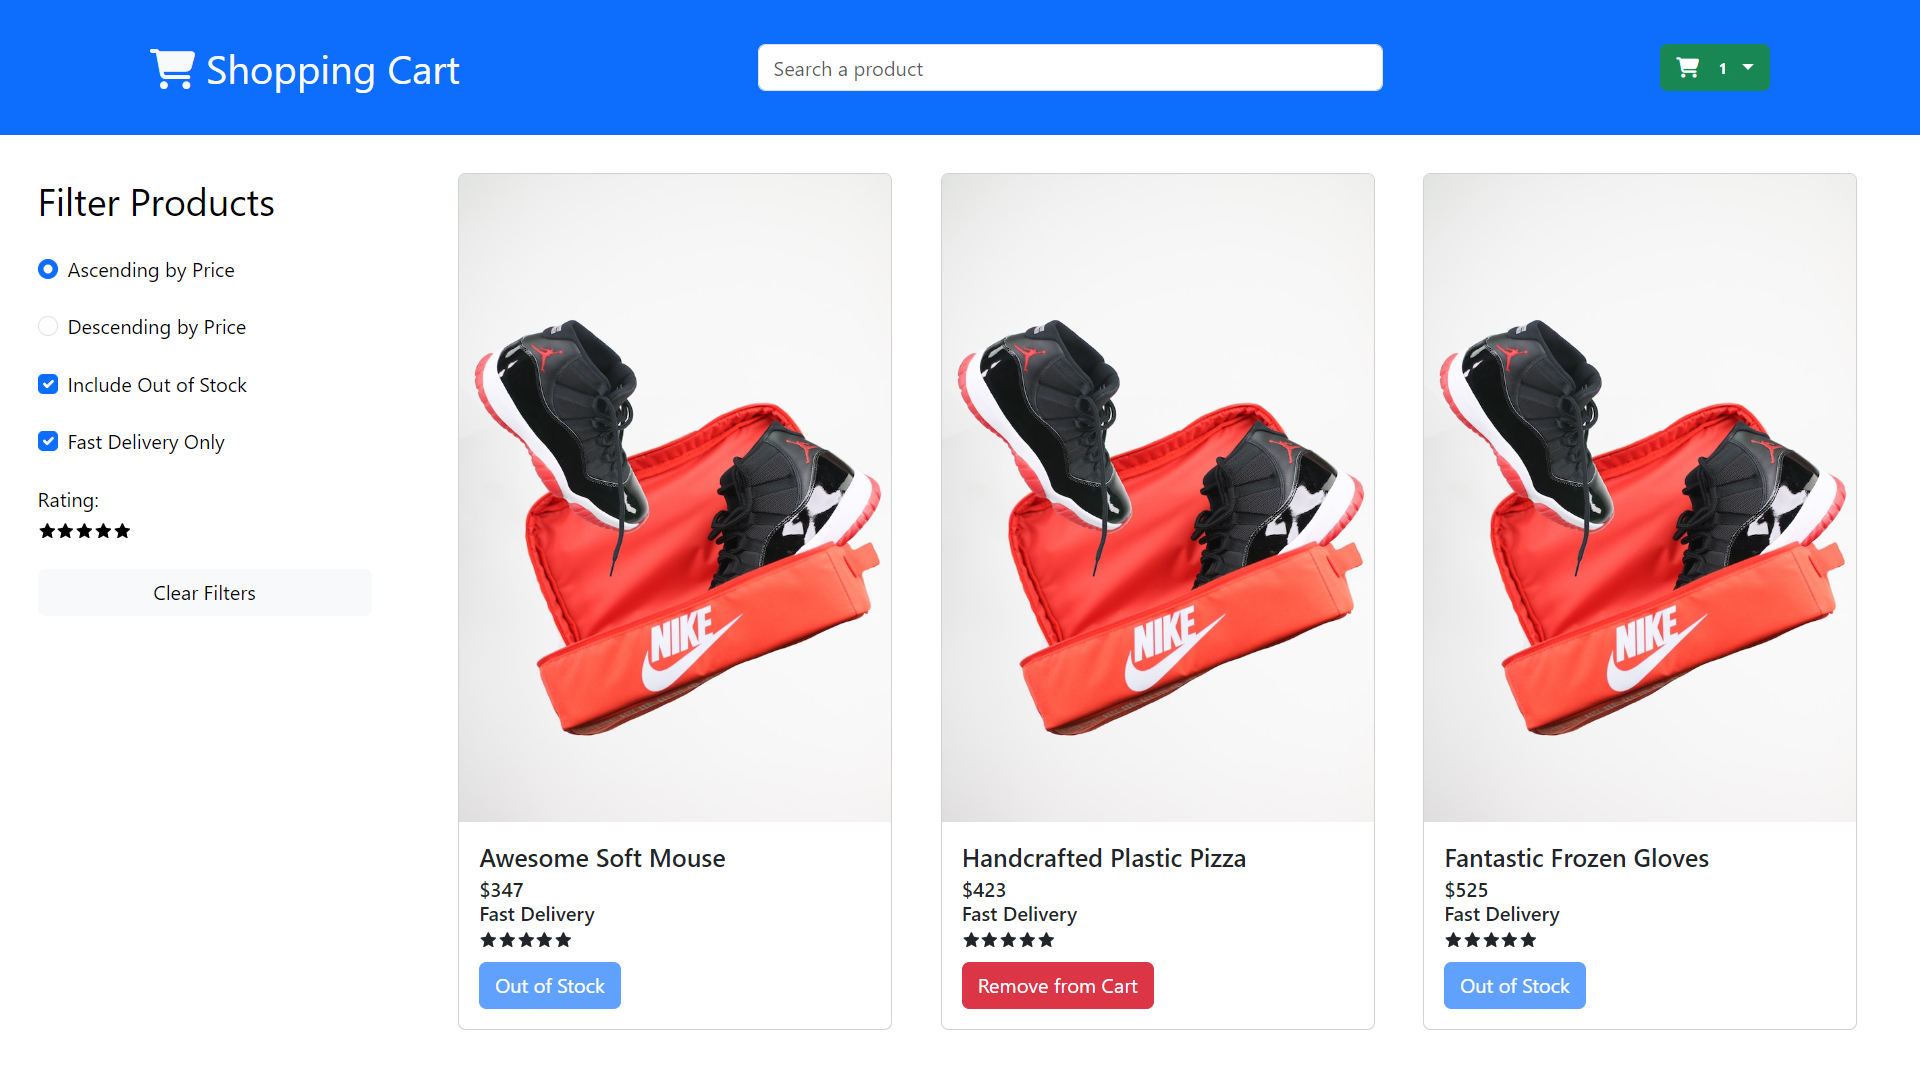 Shopping Cart
Search a product
1
Filter Products
Ascending by Price
Descending by Price
Include Out of Stock
Fast Delivery Only
Rating:
Clear Filters
NIKE
Awesome Soft Mouse
$347
Fast Delivery
Out of Stock
NIKE
Handcrafted Plastic Pizza
$423
Fast Delivery
Remove from Cart
NIKE
Fantastic Frozen Gloves
$525
Fast Delivery
Out of Stock